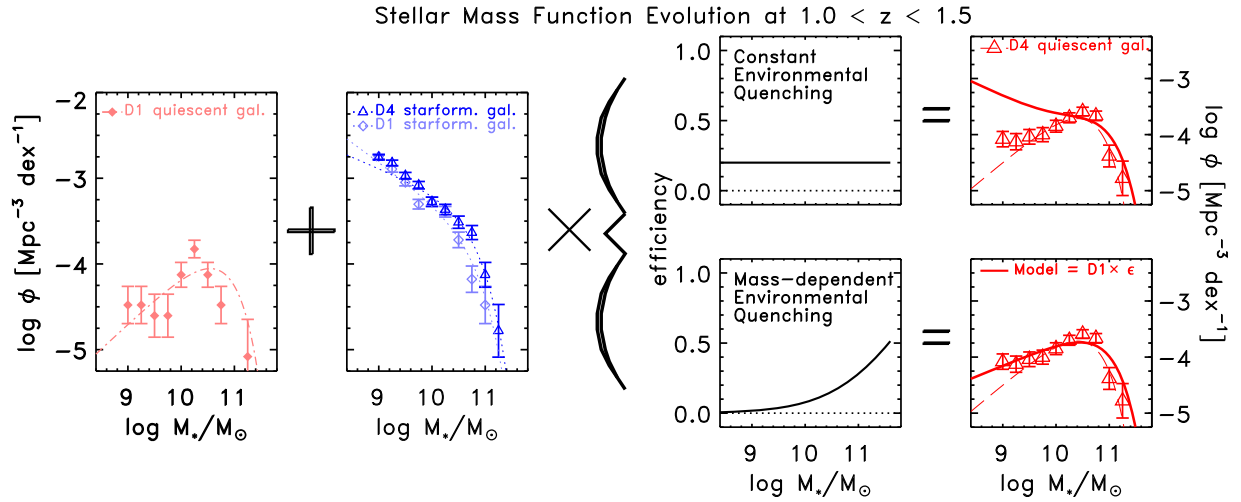 Stellar Mass Function Evolution at 1.0 < z < 1.5
log ϕ [Mpc⁻³ dex⁻¹]
−2
−3
−4
−5
D1 quiescent gal.
9 10 11
log M*/M⊙
+
−2
−3
−4
−5
D4 starform. gal.
D1 starform. gal.
9 10 11
log M*/M⊙
×
efficiency
1.0
0.5
0.0
Constant
Environmental
Quenching
=
D4 quiescent gal.
−3
−4
−5
1.0
0.5
0.0
Mass−dependent
Environmental
Quenching
9 10 11
log M*/M⊙
=
Model = D1× ϵ
−3
−4
−5
9 10 11
log M*/M⊙
log ϕ [Mpc⁻³ dex⁻¹]